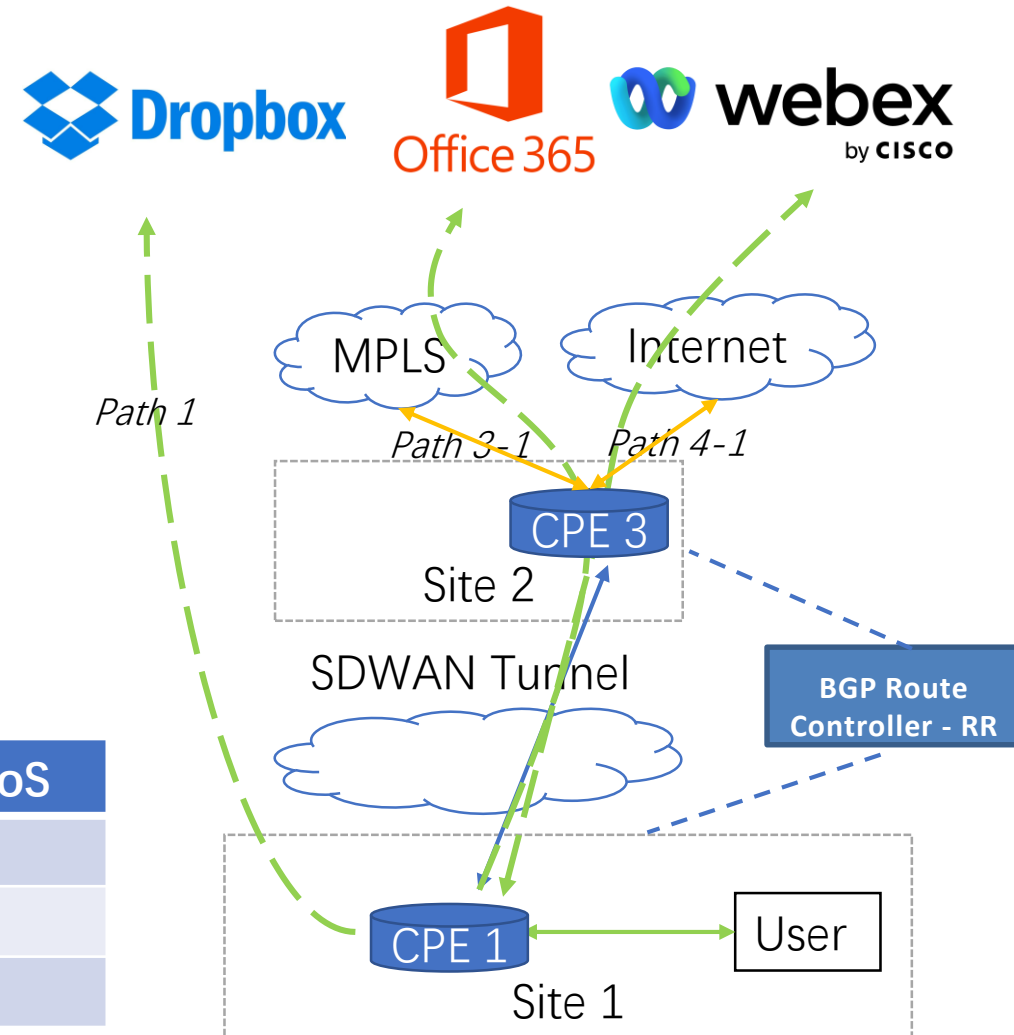 Dropbox
Office 365
webex
by CISCO
MPLS
Internet
Path 1
Path 3-1
Path 4-1
CPE 3
Site 2
SDWAN Tunnel
BGP Route
Controller - RR
oS
CPE 1
User
Site 1